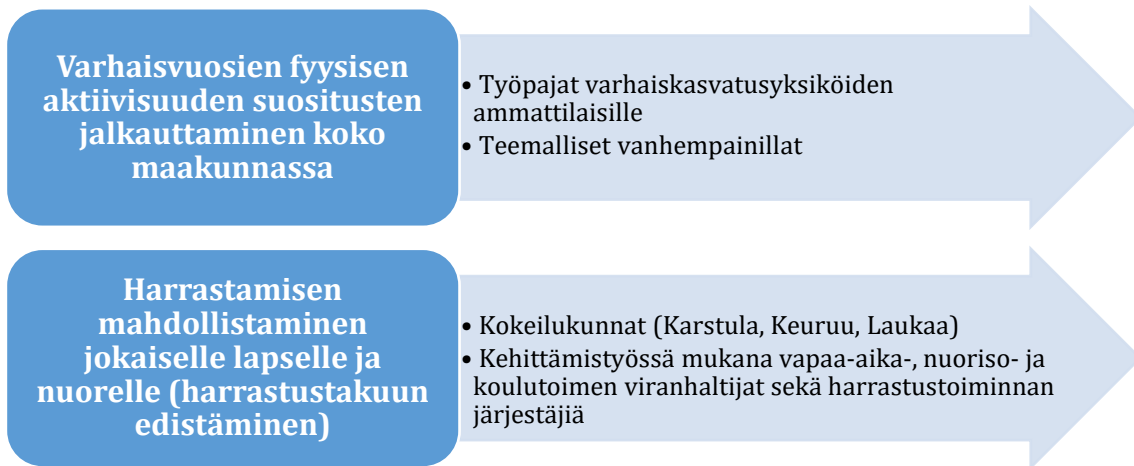 Varhaisvuosien fyysisen
aktiivisuuden suositusten
jalkauttaminen koko
maakunnassa
• Työpajat varhaiskasvatusyksiköiden
ammattilaisille
• Teemalliset vanhempainillat
Harrastamisen
mahdollistaminen
jokaiselle lapselle ja
nuorelle (harrastustakuun
edistäminen)
• Kokeilukunnat (Karstula, Keuruu, Laukaa)
• Kehittämistyössä mukana vapaa-aika-, nuoriso- ja
koulutoimen viranhaltijat sekä harrastustoiminnan
järjestäjiä